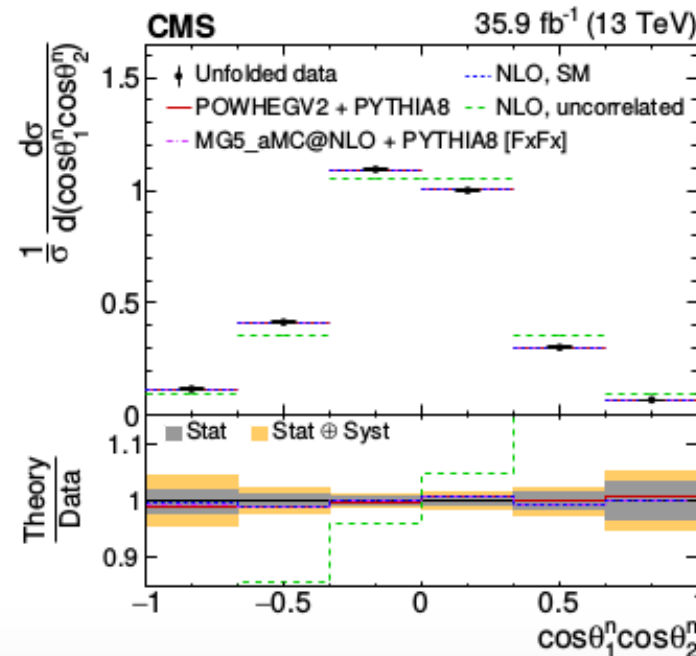 CMS 35.9 fb⁻¹ (13 TeV)
1/σ dσ/d(cosθ₁ⁿcosθ₂ⁿ)
1.5
1
0.5
0
Unfolded data
NLO, SM
POWHEGV2 + PYTHIA8
NLO, uncorrelated
MG5_aMC@NLO + PYTHIA8 [FxFx]
Theory/Data
1.1
1
0.9
Stat
Stat ⊕ Syst
−1 −0.5 0 0.5 1
cosθ₁ⁿcosθ₂ⁿ